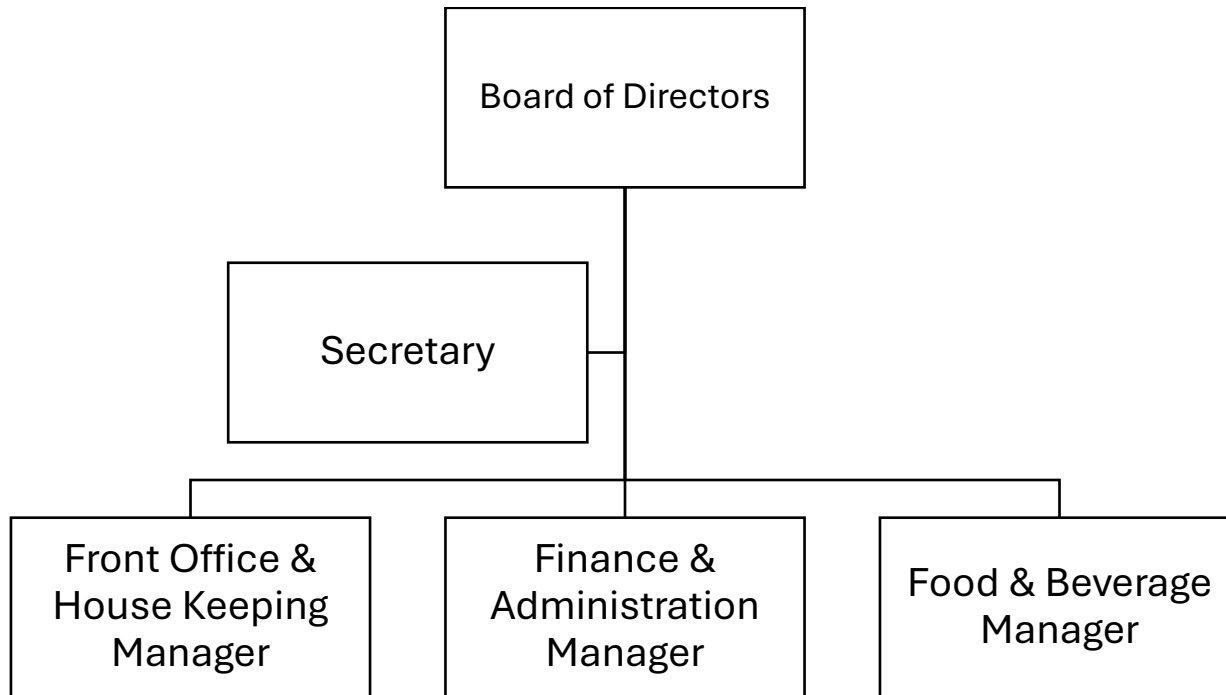 Board of Directors
Secretary
Front Office &
House Keeping
Manager
Finance &
Administration
Manager
Food & Beverage
Manager